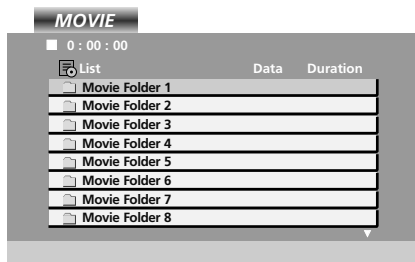 MOVIE
0 : 00 : 00
List Data Duration
Movie Folder 1
Movie Folder 2
Movie Folder 3
Movie Folder 4
Movie Folder 5
Movie Folder 6
Movie Folder 7
Movie Folder 8